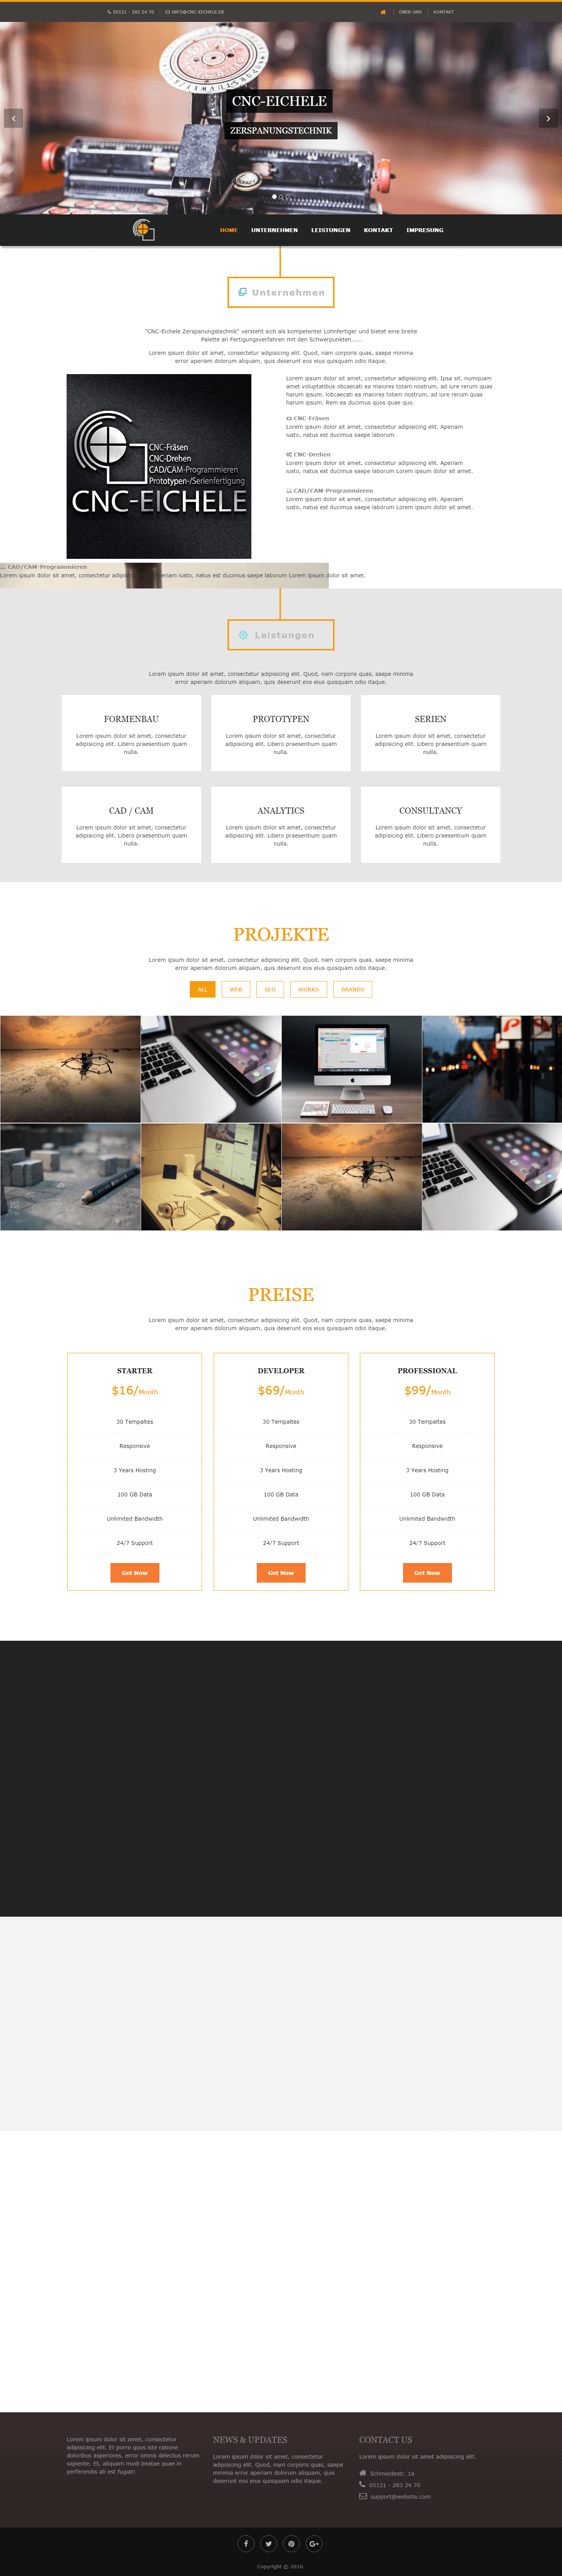 05121 - 283 24 70
INFO@CNC-EICHELE.DE
ÜBER UNS
KONTAKT
CNC-EICHELE
ZERSPANUNGSTECHNIK
HOME UNTERNEHMEN LEISTUNGEN KONTAKT IMPRESUNG
Unternehmen
"CNC-Eichele Zerspanungstechnik" versteht sich als kompetenter Lohnfertiger und bietet eine breite
Palette an Fertigungsverfahren mit den Schwerpunkten......
Lorem ipsum dolor sit amet, consectetur adipisicing elit. Quod, nam corporis quas, saepe minima
error aperiam dolorum aliquam, quis deserunt eos eius quisquam odio itaque.
CNC-Fräsen
CNC-Drehen
CAD/CAM-Programmieren
Prototypen-/Serienfertigung
CNC-EICHELE
Lorem ipsum dolor sit amet, consectetur adipisicing elit. Ipsa sit, numquam
amet voluptatibus obcaecati ea maiores totam nostrum, ad iure rerum quas
harum ipsum. lobcaecati ea maiores totam nostrum, ad iure rerum quas
harum ipsum. Rem ea ducimus quos quae quo.
CNC-Fräsen
Lorem ipsum dolor sit amet, consectetur adipisicing elit. Aperiam
iusto, natus est ducimus saepe laborum
CNC-Drehen
Lorem ipsum dolor sit amet, consectetur adipisicing elit. Aperiam
iusto, natus est ducimus saepe laborum Lorem ipsum dolor sit amet.
CAD/CAM-Programmieren
Lorem ipsum dolor sit amet, consectetur adipisicing elit. Aperiam
iusto, natus est ducimus saepe laborum Lorem ipsum dolor sit amet.
CAD/CAM-Programmieren
Lorem ipsum dolor sit amet, consectetur adipisicing elit. Aperiam iusto, natus est ducimus saepe laborum Lorem ipsum dolor sit amet.
Leistungen
Lorem ipsum dolor sit amet, consectetur adipisicing elit. Quod, nam corporis quas, saepe minima
error aperiam dolorum aliquam, quis deserunt eos eius quisquam odio itaque.
FORMENBAU
Lorem ipsum dolor sit amet, consectetur
adipisicing elit. Libero praesentium quam
nulla.
PROTOTYPEN
Lorem ipsum dolor sit amet, consectetur
adipisicing elit. Libero praesentium quam
nulla.
SERIEN
Lorem ipsum dolor sit amet, consectetur
adipisicing elit. Libero praesentium quam
nulla.
CAD / CAM
Lorem ipsum dolor sit amet, consectetur
adipisicing elit. Libero praesentium quam
nulla.
ANALYTICS
Lorem ipsum dolor sit amet, consectetur
adipisicing elit. Libero praesentium quam
nulla.
CONSULTANCY
Lorem ipsum dolor sit amet, consectetur
adipisicing elit. Libero praesentium quam
nulla.
PROJEKTE
Lorem ipsum dolor sit amet, consectetur adipisicing elit. Quod, nam corporis quas, saepe minima
error aperiam dolorum aliquam, quis deserunt eos eius quisquam odio itaque.
ALL WEB SEO WORKS BRANDS
PREISE
Lorem ipsum dolor sit amet, consectetur adipisicing elit. Quod, nam corporis quas, saepe minima
error aperiam dolorum aliquam, quis deserunt eos eius quisquam odio itaque.
STARTER
$16/Month
30 Tempaltes
Responsive
3 Years Hosting
100 GB Data
Unlimited Bandwidth
24/7 Support
Get Now
DEVELOPER
$69/Month
30 Tempaltes
Responsive
3 Years Hosting
100 GB Data
Unlimited Bandwidth
24/7 Support
Get Now
PROFESSIONAL
$99/Month
30 Tempaltes
Responsive
3 Years Hosting
100 GB Data
Unlimited Bandwidth
24/7 Support
Get Now
Lorem ipsum dolor sit amet, consectetur
adipisicing elit. Et porro quos iste ratione
doloribus asperiores, error omnis delectus rerum
sapiente. Et, aliquam modi beatae quae in
perferendis ab est fugiat!
NEWS & UPDATES
Lorem ipsum dolor sit amet, consectetur
adipisicing elit. Quod, nam corporis quas, saepe
minima error aperiam dolorum aliquam, quis
deserunt eos eius quisquam odio itaque.
CONTACT US
Lorem ipsum dolor sit amet adipisicing elit.
Schmiedestr. 1a
05121 - 283 24 70
support@website.com
Copyright © 2016